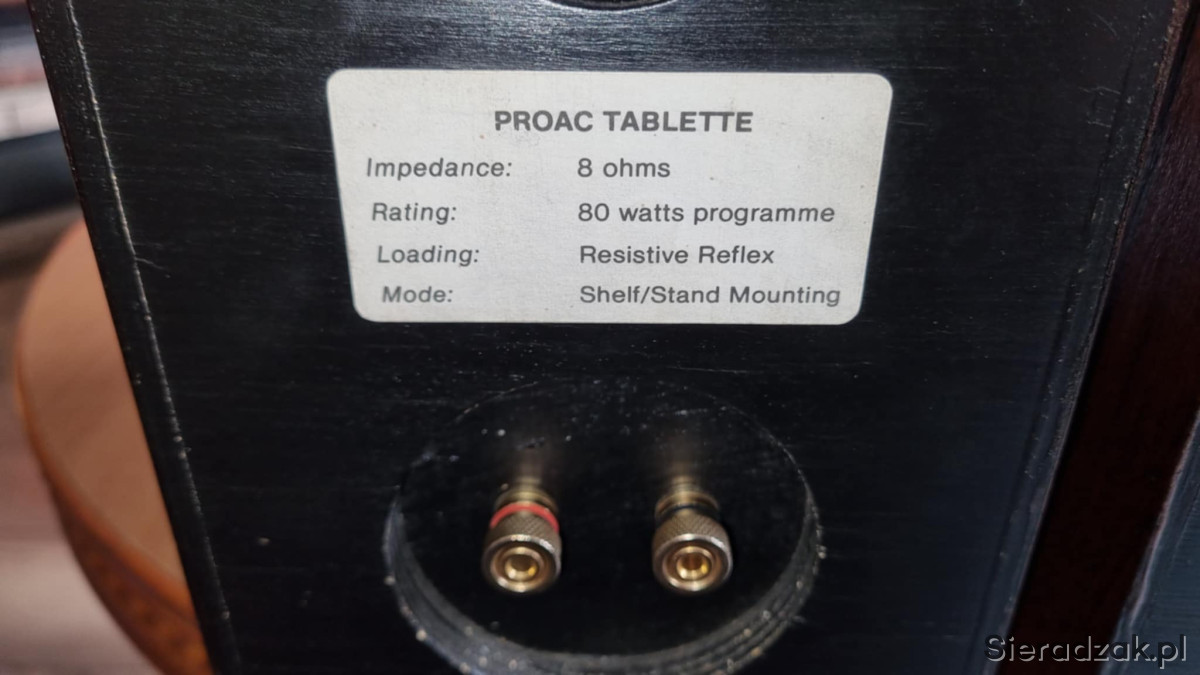 PROAC TABLETTE
Impedance: 8 ohms
Rating: 80 watts programme
Loading: Resistive Reflex
Mode: Shelf/Stand Mounting
Sieradzak.pl